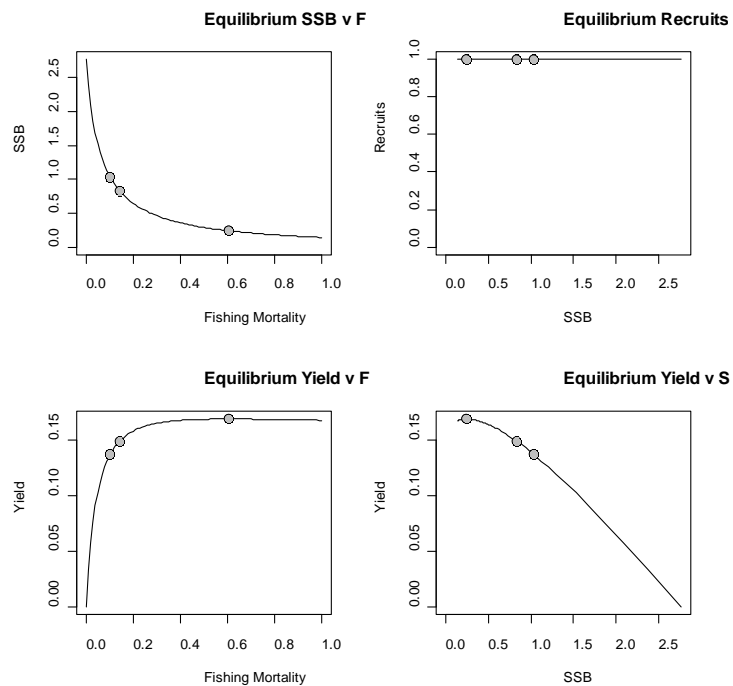 Equilibrium SSB v F
Equilibrium Recruits
SSB
0.0 0.5 1.0 1.5 2.0 2.5
0.0 0.2 0.4 0.6 0.8 1.0
Fishing Mortality
Recruits
0.0 0.2 0.4 0.6 0.8 1.0
0.0 0.5 1.0 1.5 2.0 2.5
SSB
Equilibrium Yield v F
Equilibrium Yield v S
Yield
0.00 0.05 0.10 0.15
0.0 0.2 0.4 0.6 0.8 1.0
Fishing Mortality
Yield
0.00 0.05 0.10 0.15
0.0 0.5 1.0 1.5 2.0 2.5
SSB